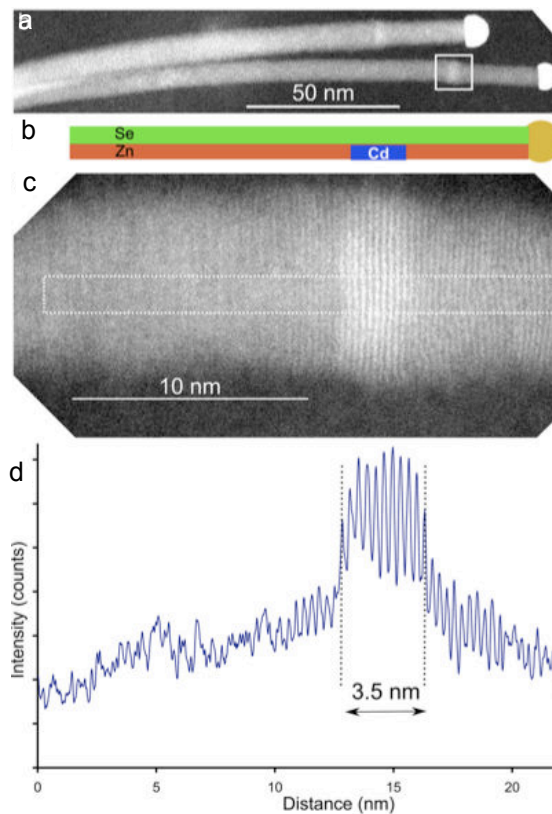 a
50 nm
b
Se
Zn
Cd
c
10 nm
d
Intensity (counts)
3.5 nm
0 5 10 15 20
Distance (nm)